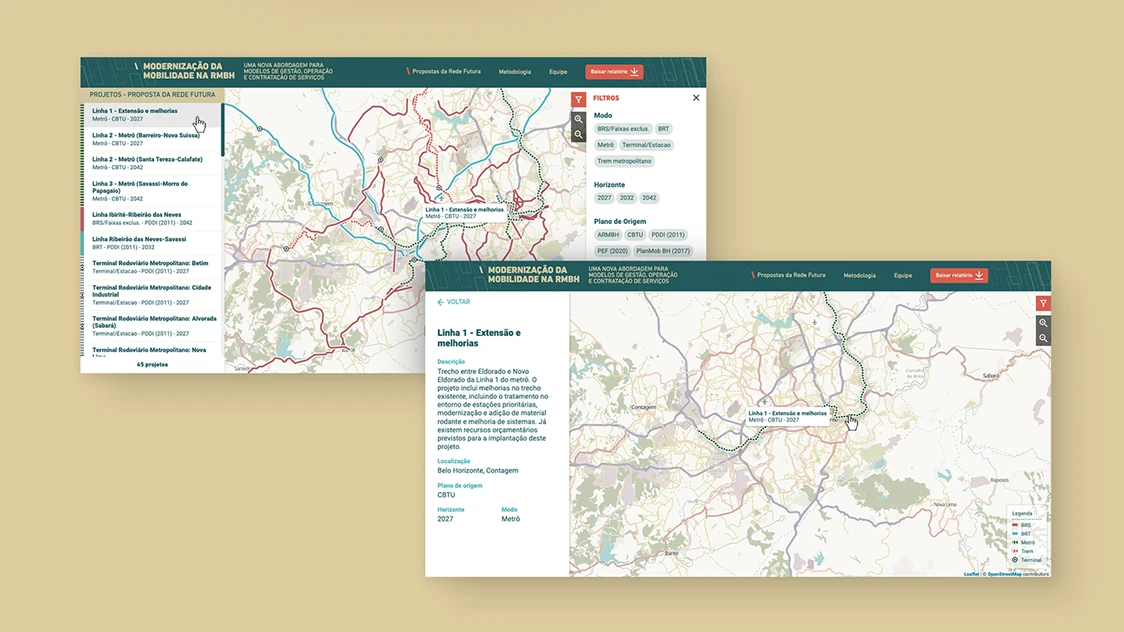 MODERNIZAÇÃO DA
MOBILIDADE NA RMBH
UMA NOVA ABORDAGEM PARA
MODELOS DE GESTÃO, OPERAÇÃO
E CONTRATAÇÃO DE SERVIÇOS
Propostas da Rede Futura
Metodologia
Equipe
Baixar relatório
PROJETOS - PROPOSTA DA REDE FUTURA
Linha 1 - Extensão e melhorias
Metrô - CBTU - 2027
Linha 2 - Metrô (Barreiro-Nova Suissa)
Metrô - CBTU - 2027
Linha 2 - Metrô (Santa Tereza-Calafate)
Metrô - CBTU - 2042
Linha 3 - Metrô (Savassi-Morro do
Papagaio)
Metrô - CBTU - 2042
Linha Ibirité-Ribeirão das Neves
BRS/Faixas exclus. - PDDI (2011) - 2042
Linha Ribeirão das Neves-Savassi
BRT - PDDI (2011) - 2032
Terminal Rodoviário Metropolitano: Betim
Terminal/Estacao - PDDI (2011) - 2027
Terminal Rodoviário Metropolitano: Cidade
Industrial
Terminal/Estacao - PDDI (2011) - 2027
Terminal Rodoviário Metropolitano: Alvorada
(Sabará)
Terminal/Estacao - PDDI (2011) - 2027
Terminal Rodoviário Metropolitano: Nova
45 projetos
Linha 1 - Extensão e melhorias
Metrô - CBTU - 2027
FILTROS
Modo
BRS/Faixas exclus.
BRT
Metrô
Terminal/Estacao
Trem metropolitano
Horizonte
2027
2032
2042
Plano de Origem
ARMBH
CBTU
PDDI (2011)
PEF (2020)
PlanMob BH (2017)
MODERNIZAÇÃO DA
MOBILIDADE NA RMBH
UMA NOVA ABORDAGEM PARA
MODELOS DE GESTÃO, OPERAÇÃO
E CONTRATAÇÃO DE SERVIÇOS
Propostas da Rede Futura
Metodologia
Equipe
Baixar relatório
VOLTAR
Linha 1 - Extensão e
melhorias
Descrição
Trecho entre Eldorado e Novo
Eldorado da Linha 1 do metrô. O
projeto inclui melhorias no trecho
existente, incluindo o tratamento no
entorno de estações prioritárias,
modernização e adição de material
rodante e melhoria de sistemas. Já
existem recursos orçamentários
previstos para a implantação deste
projeto.
Localização
Belo Horizonte, Contagem
Plano de origem
CBTU
Horizonte
Modo
2027
Metrô
Sabará
Contagem
Linha 1 - Extensão e melhorias
Metrô - CBTU - 2027
Raposos
Nova Lima
Ibirité
Legenda
BRS
BRT
Metrô
Trem
Terminal
Leaflet | © OpenStreetMap contributors